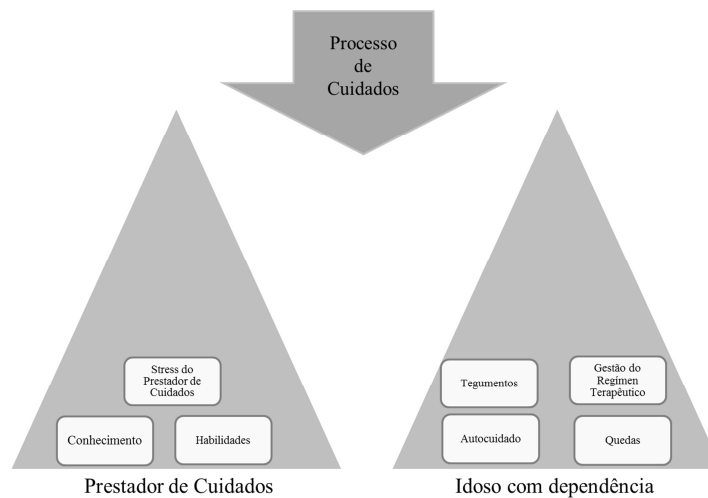 Processo
de
Cuidados
Stress do
Prestador de
Cuidados
Conhecimento
Habilidades
Prestador de Cuidados
Tegumentos
Gestão do
Regímen
Terapêutico
Autocuidado
Quedas
Idoso com dependência